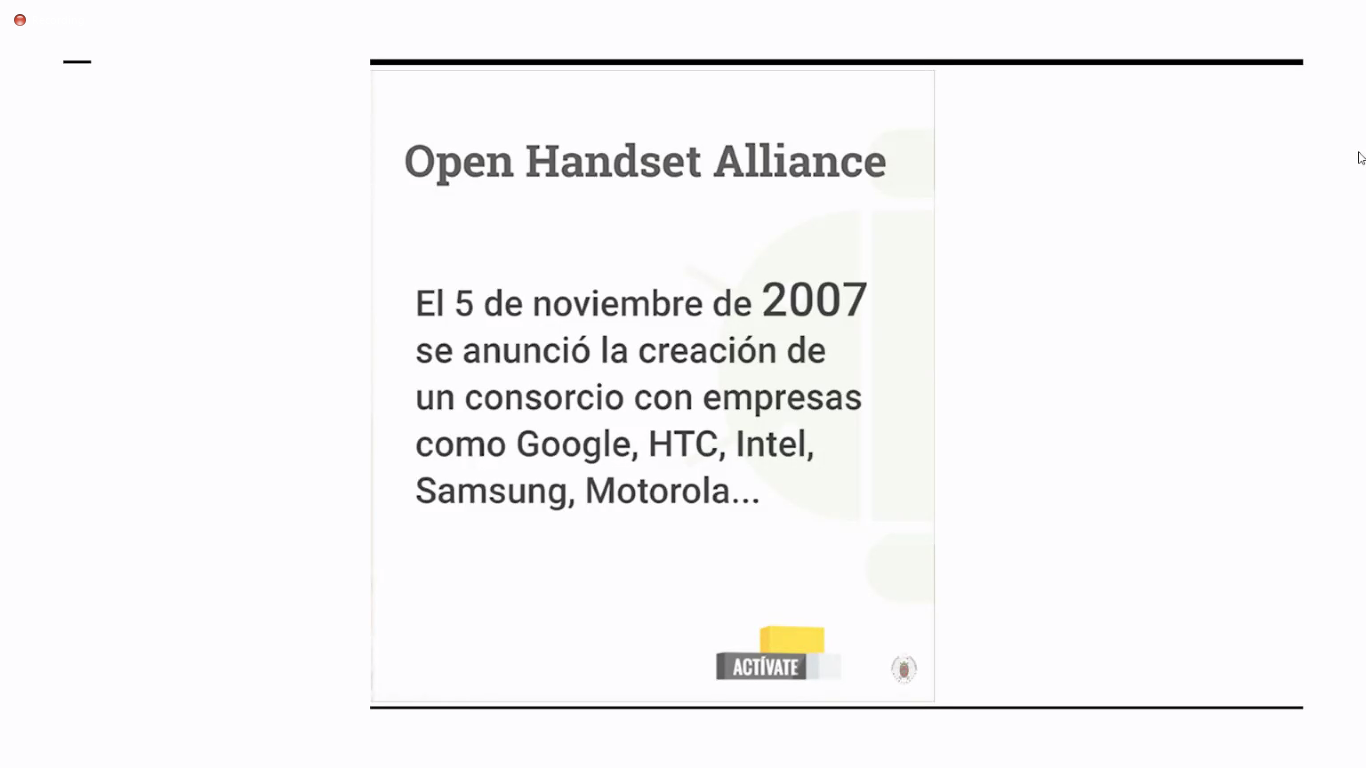 Open Handset Alliance
El 5 de noviembre de 2007
se anunció la creación de
un consorcio con empresas
como Google, HTC, Intel,
Samsung, Motorola...
ACTÍVATE